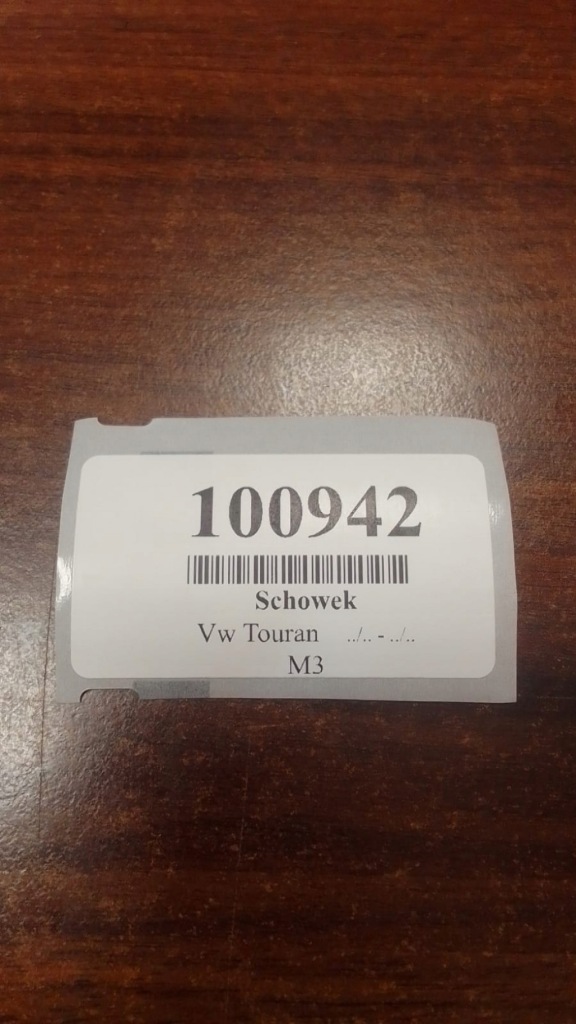 100942
Schowek
Vw Touran ../.. - ../..
M3